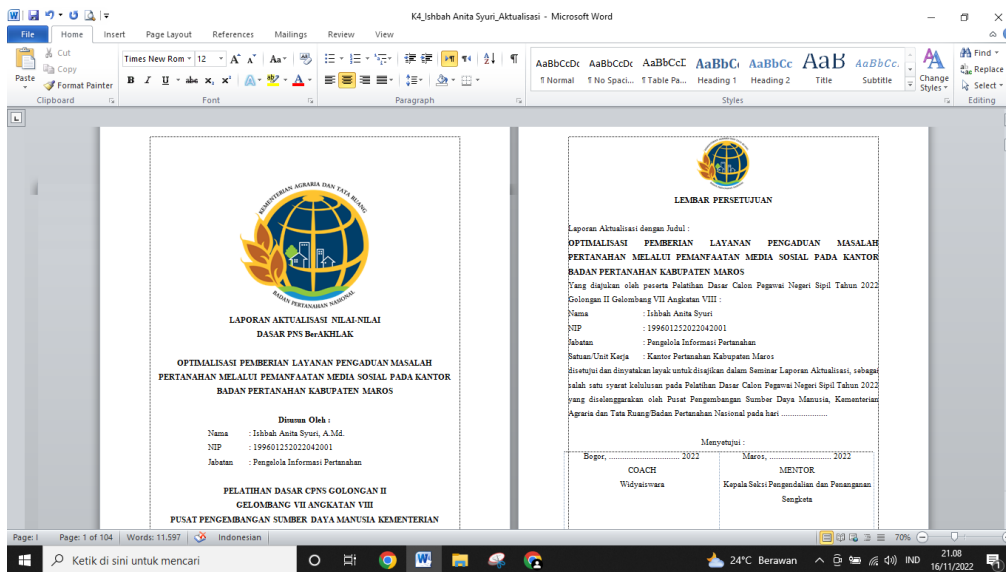 K4_Ishbah Anita Syuri_Aktualisasi - Microsoft Word
File Home Insert Page Layout References Mailings Review View
Cut
Copy
Format Painter
Paste
Clipboard
Times New Rom 12
Font
Paragraph
AaBbCcDc AaBbCcDc AaBbCcE AaBbC AaBbCc AaB AaBbCc.
¶ Normal ¶ No Spaci... ¶ Table Pa... Heading 1 Heading 2 Title Subtitle
Change Styles
Styles
Find
Replace
Select
Editing
KEMENTERIAN AGRARIA DAN TATA RUANG
BADAN PERTANAHAN NASIONAL
LAPORAN AKTUALISASI NILAI-NILAI
DASAR PNS BerAKHLAK
OPTIMALISASI PEMBERIAN LAYANAN PENGADUAN MASALAH
PERTANAHAN MELALUI PEMANFAATAN MEDIA SOSIAL PADA KANTOR
BADAN PERTANAHAN KABUPATEN MAROS
Disusun Oleh :
Nama : Ishbah Anita Syuri, A.Md.
NIP : 199601252022042001
Jabatan : Pengelola Informasi Pertanahan
PELATIHAN DASAR CPNS GOLONGAN II
GELOMBANG VII ANGKATAN VIII
PUSAT PENGEMBANGAN SUMBER DAYA MANUSIA KEMENTERIAN
LEMBAR PERSETUJUAN
Laporan Aktualisasi dengan Judul :
OPTIMALISASI PEMBERIAN LAYANAN PENGADUAN MASALAH
PERTANAHAN MELALUI PEMANFAATAN MEDIA SOSIAL PADA KANTOR
BADAN PERTANAHAN KABUPATEN MAROS
Yang diajukan oleh peserta Pelatihan Dasar Calon Pegawai Negeri Sipil Tahun 2022
Golongan II Gelombang VII Angkatan VIII :
Nama : Ishbah Anita Syuri
NIP : 199601252022042001
Jabatan : Pengelola Informasi Pertanahan
Satuan/Unit Kerja : Kantor Pertanahan Kabupaten Maros
disetujui dan dinyatakan layak untuk disajikan dalam Seminar Laporan Aktualisasi, sebagai
salah satu syarat kelulusan pada Pelatihan Dasar Calon Pegawai Negeri Sipil Tahun 2022
yang diselenggarakan oleh Pusat Pengembangan Sumber Daya Manusia, Kementerian
Agraria dan Tata Ruang/Badan Pertanahan Nasional pada hari .....................
Menyetujui :
Bogor, ................................ 2022 Maros, ............................ 2022
COACH MENTOR
Widyaiswara Kepala Seksi Pengendalian dan Penanganan
Sengketa
Page: I Page: 1 of 104 Words: 11.597 Indonesian 70%
Ketik di sini untuk mencari
24°C Berawan IND 21.08
16/11/2022